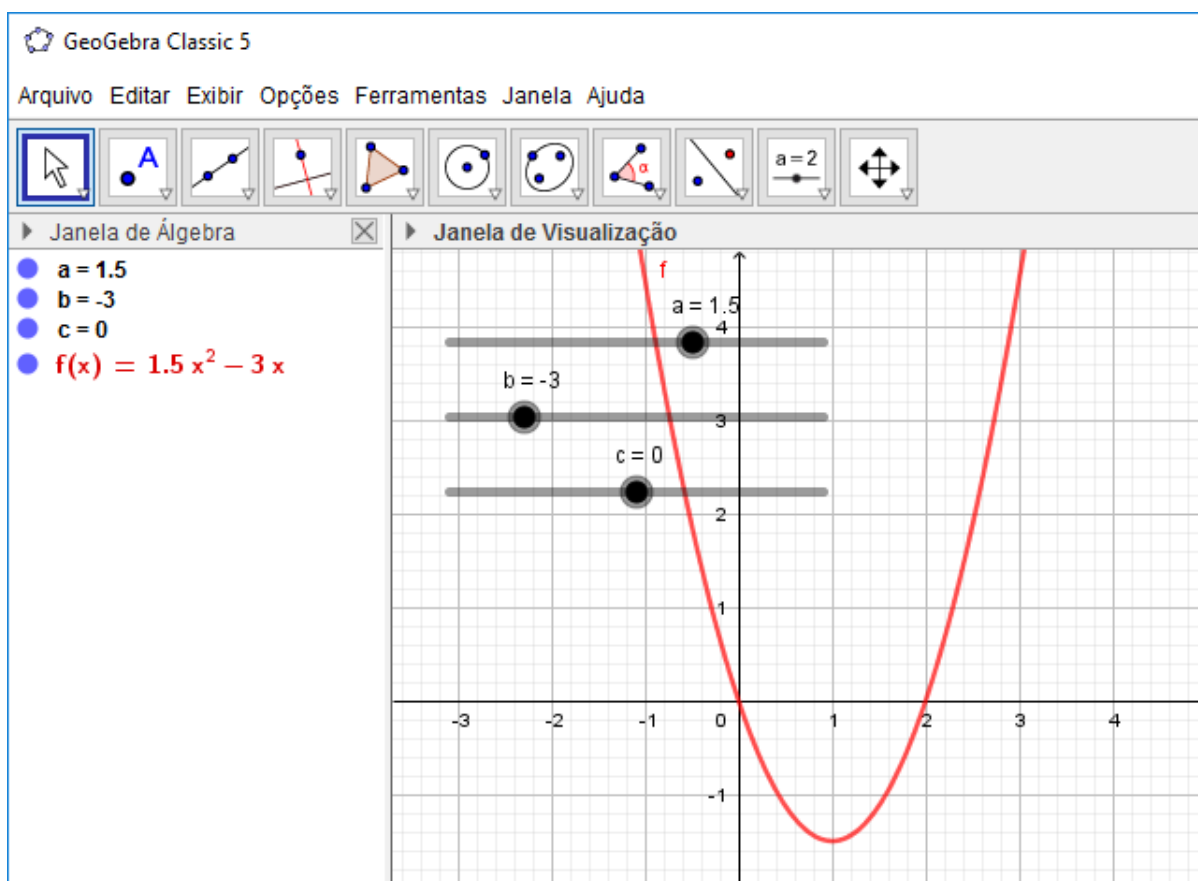 GeoGebra Classic 5
Arquivo Editar Exibir Opções Ferramentas Janela Ajuda
A
α
a = 2
Janela de Álgebra
a = 1.5
b = -3
c = 0
f(x) = 1.5 x² − 3 x
Janela de Visualização
f
a = 1.5
4
b = -3
3
c = 0
2
1
-3 -2 -1 0 1 2 3 4
-1